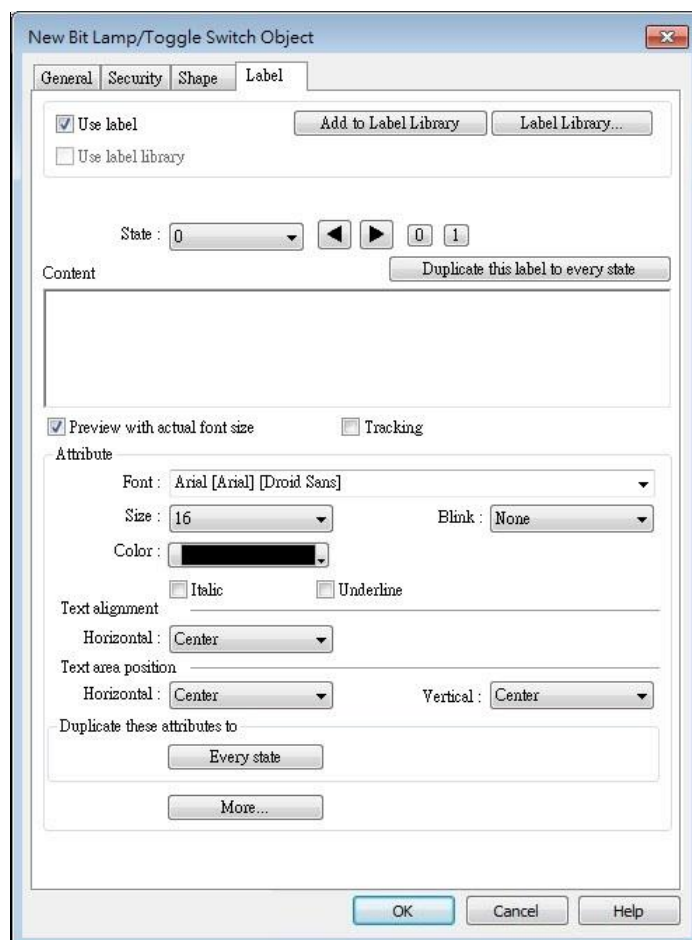 New Bit Lamp/Toggle Switch Object
General Security Shape Label
Use label Add to Label Library Label Library...
Use label library
State : 0 0 1
Content Duplicate this label to every state
Preview with actual font size Tracking
Attribute
Font : Arial [Arial] [Droid Sans]
Size : 16 Blink : None
Color :
Italic Underline
Text alignment
Horizontal : Center
Text area position
Horizontal : Center Vertical : Center
Duplicate these attributes to
Every state
More...
OK Cancel Help